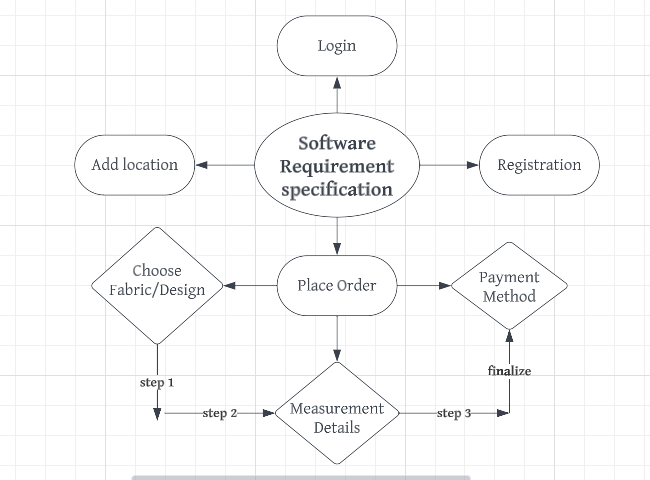 Login
Software
Requirement
specification
Add location
Registration
Choose
Fabric/Design
Place Order
Payment
Method
step 1
finalize
step 2
Measurement
Details
step 3